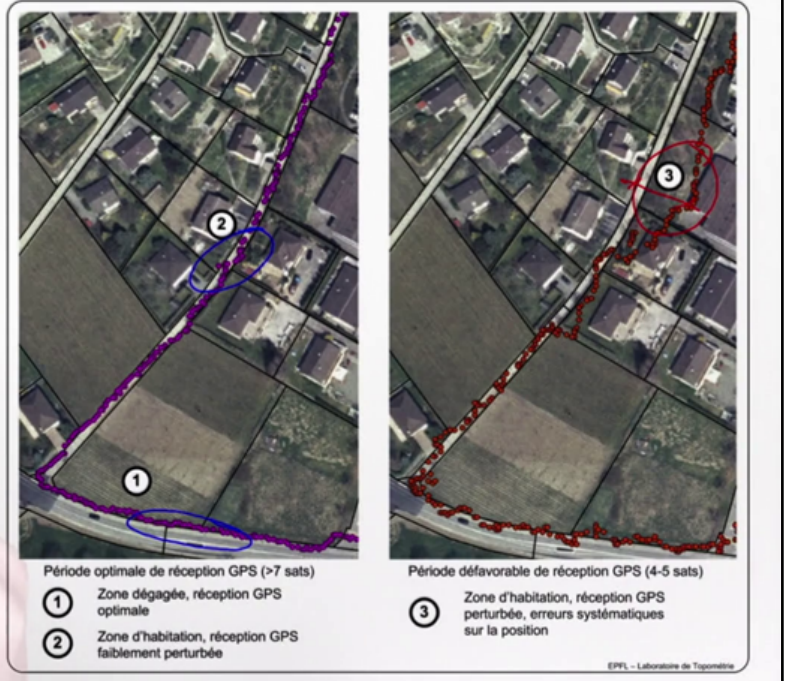 2
3
1
Période optimale de réception GPS (>7 sats)
1 Zone dégagée, réception GPS
optimale
2 Zone d'habitation, réception GPS
faiblement perturbée
Période défavorable de réception GPS (4-5 sats)
3 Zone d'habitation, réception GPS
perturbée, erreurs systématiques
sur la position
EPFL – Laboratoire de Topométrie